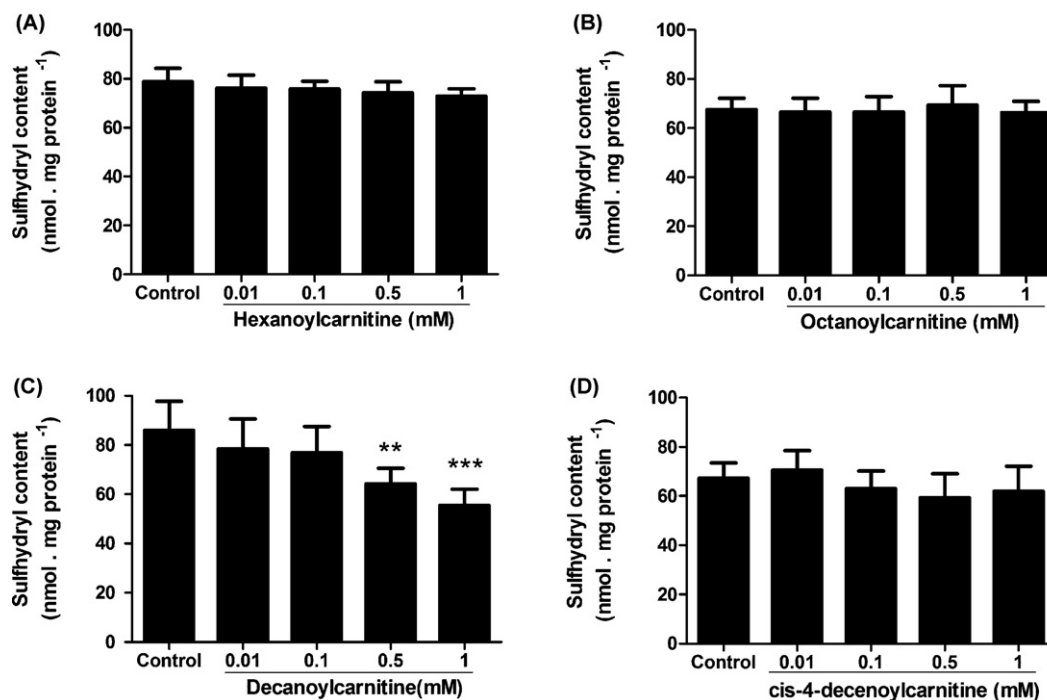 (A)
Sulfhydryl content
(nmol . mg protein ⁻¹)
100
80
60
40
20
0
Control 0.01 0.1 0.5 1
Hexanoylcarnitine (mM)
(B)
Sulfhydryl content
(nmol . mg protein ⁻¹)
100
80
60
40
20
0
Control 0.01 0.1 0.5 1
Octanoylcarnitine (mM)
(C)
Sulfhydryl content
(nmol . mg protein ⁻¹)
100
80
60
40
20
0
**
***
Control 0.01 0.1 0.5 1
Decanoylcarnitine(mM)
(D)
Sulfhydryl content
(nmol . mg protein ⁻¹)
100
80
60
40
20
0
Control 0.01 0.1 0.5 1
cis-4-decenoylcarnitine (mM)